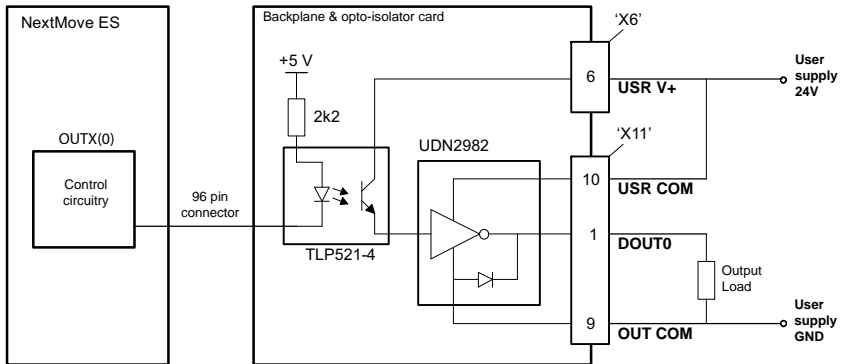 NextMove ES
Backplane & opto-isolator card
'X6'
+5 V
6
USR V+
User
supply
24V
2k2
OUTX(0)
UDN2982
'X11'
Control
circuitry
96 pin
connector
10
USR COM
1
DOUT0
TLP521-4
Output
Load
9
OUT COM
User
supply
GND